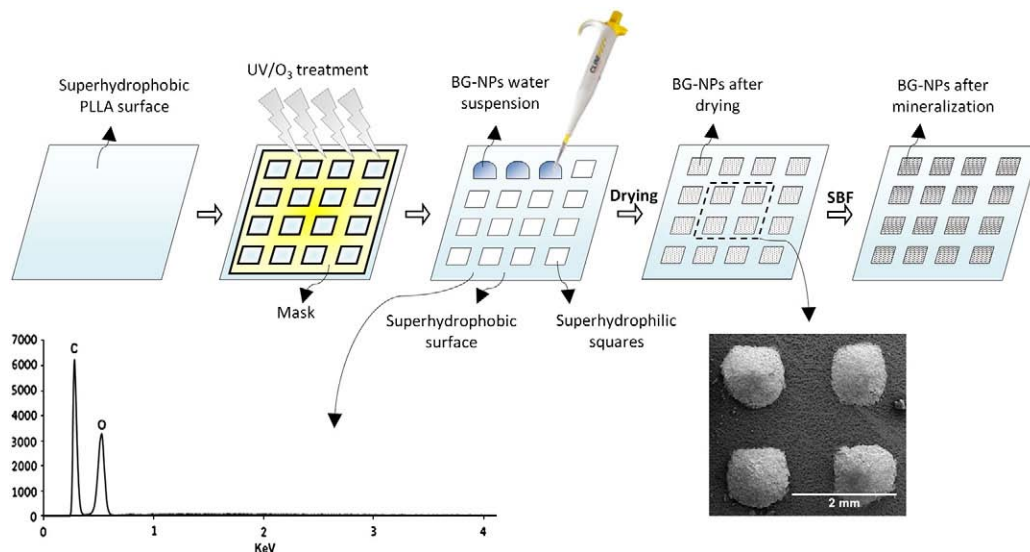 Superhydrophobic
PLLA surface
UV/O₃ treatment
Mask
BG-NPs water
suspension
Superhydrophobic
surface
Superhydrophilic
squares
Drying
BG-NPs after
drying
SBF
BG-NPs after
mineralization
7000
6000
5000
4000
3000
2000
1000
0
C
O
0
1
2
3
4
KeV
2 mm